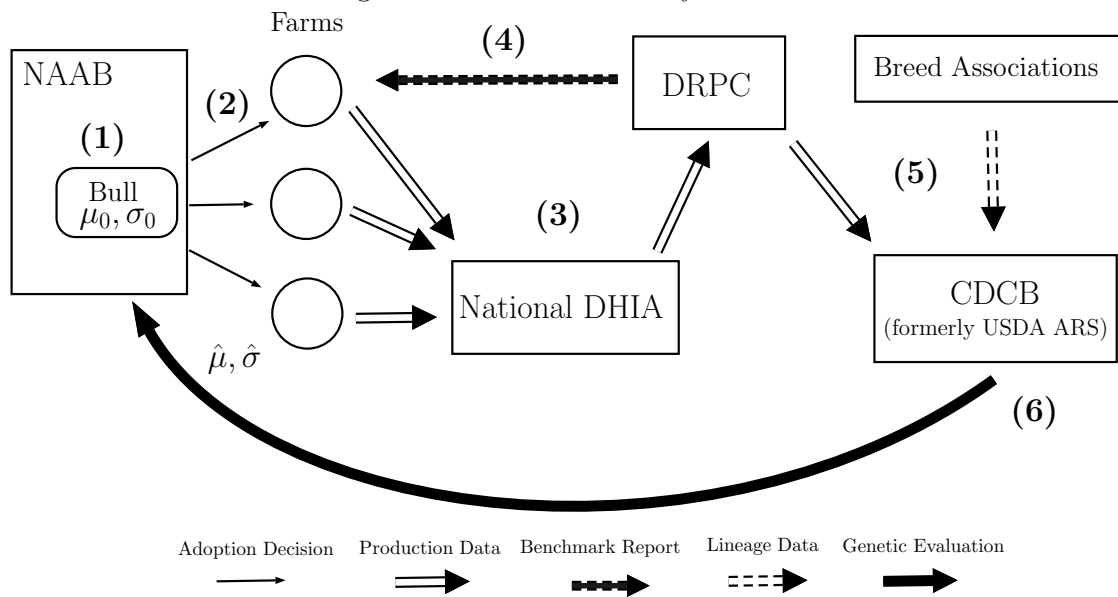 Farms
(4)
NAAB
(2)
DRPC
Breed Associations
(1)
Bull
μ₀, σ₀
(5)
(3)
National DHIA
CDCB
(formerly USDA ARS)
μ̂, σ̂
(6)
Adoption Decision
Production Data
Benchmark Report
Lineage Data
Genetic Evaluation